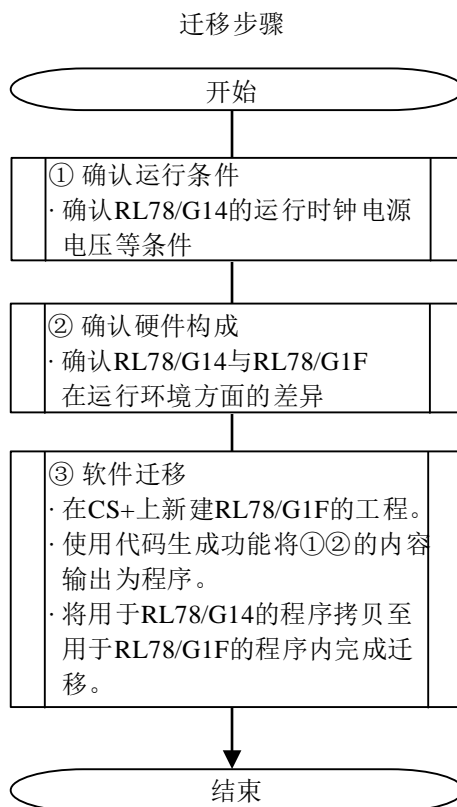 迁移步骤
开始
① 确认运行条件
· 确认RL78/G14的运行时钟电源
电压等条件
② 确认硬件构成
· 确认RL78/G14与RL78/G1F
在运行环境方面的差异
③ 软件迁移
· 在CS+上新建RL78/G1F的工程。
· 使用代码生成功能将①②的内容
输出为程序。
· 将用于RL78/G14的程序拷贝至
用于RL78/G1F的程序内完成迁
移。
结束